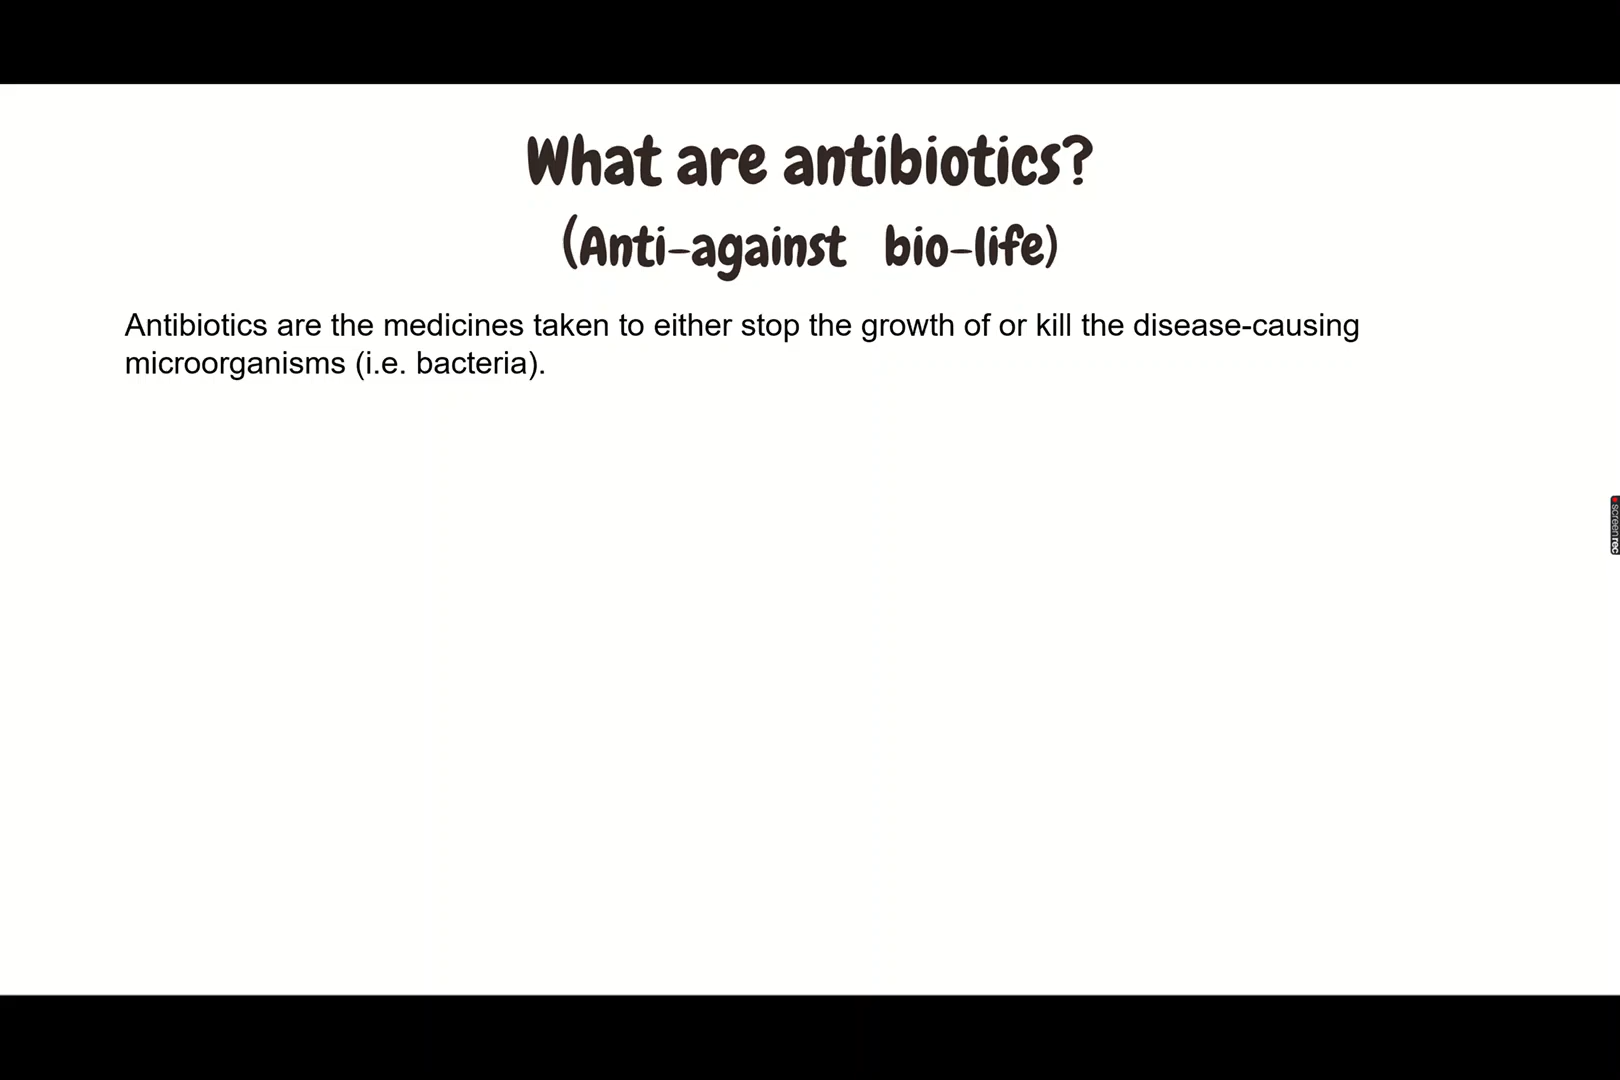 What are antibiotics?
(Anti-against bio-life)
Antibiotics are the medicines taken to either stop the growth of or kill the disease-causing
microorganisms (i.e. bacteria).
screenrec